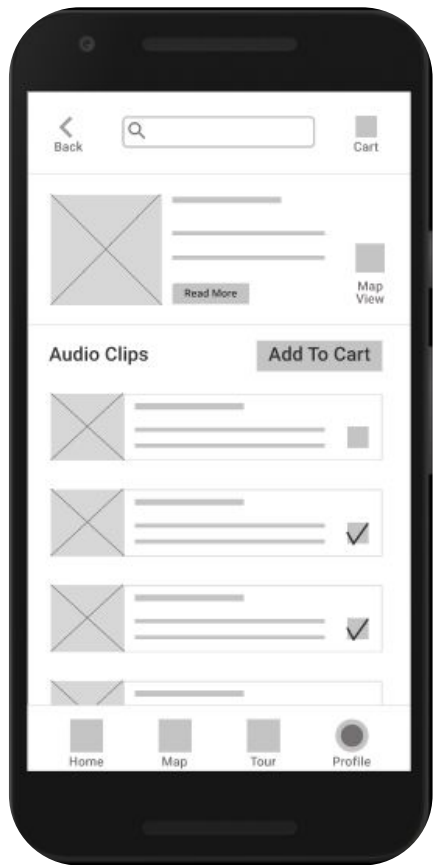 Back
Cart
Read More
Map
View
Audio Clips
Add To Cart
Home
Map
Tour
Profile